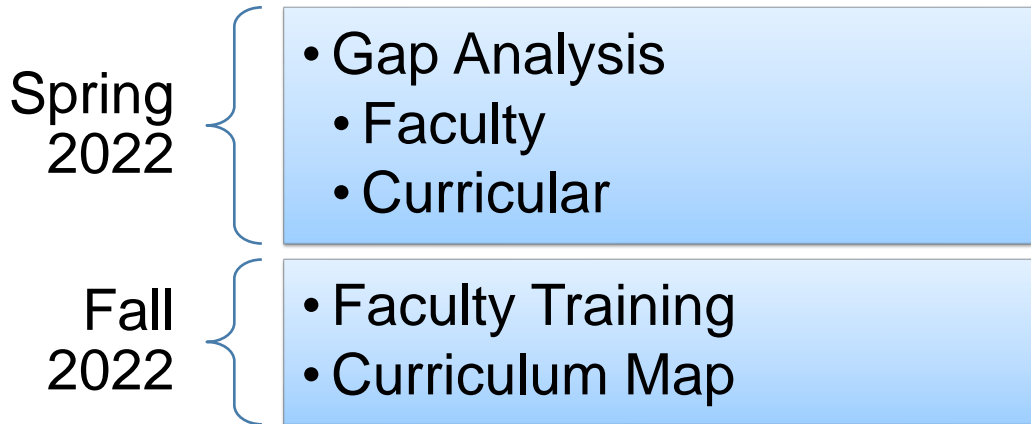 Spring
2022
• Gap Analysis
• Faculty
• Curricular
Fall
2022
• Faculty Training
• Curriculum Map